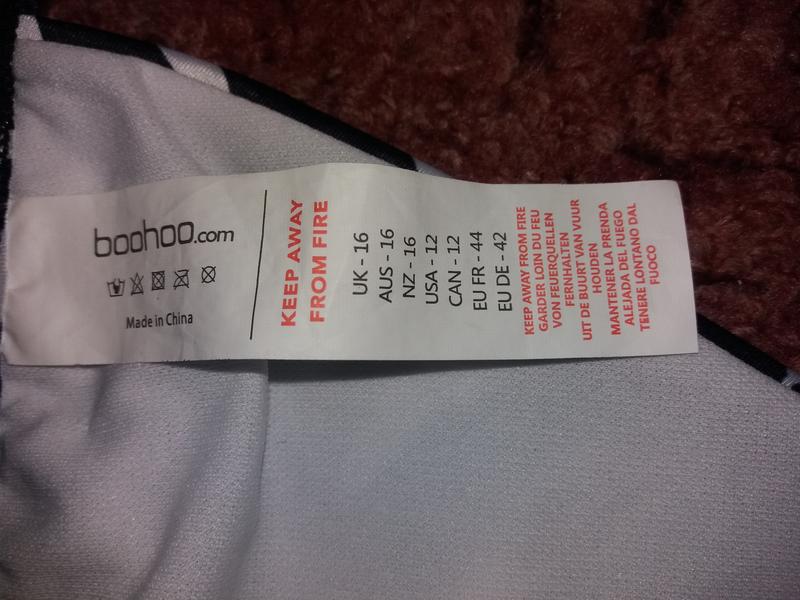 boohoo.com
Made in China
KEEP AWAY
FROM FIRE
UK - 16
AUS - 16
NZ - 16
USA - 12
CAN - 12
EU FR - 44
EU DE - 42
KEEP AWAY FROM FIRE
GARDER LOIN DU FEU
VON FEUERQUELLEN
FERNHALTEN
UIT DE BUURT VAN VUUR
HOUDEN
MANTENER LA PRENDA
ALEJADA DEL FUEGO
TENERE LONTANO DAL
FUOCO